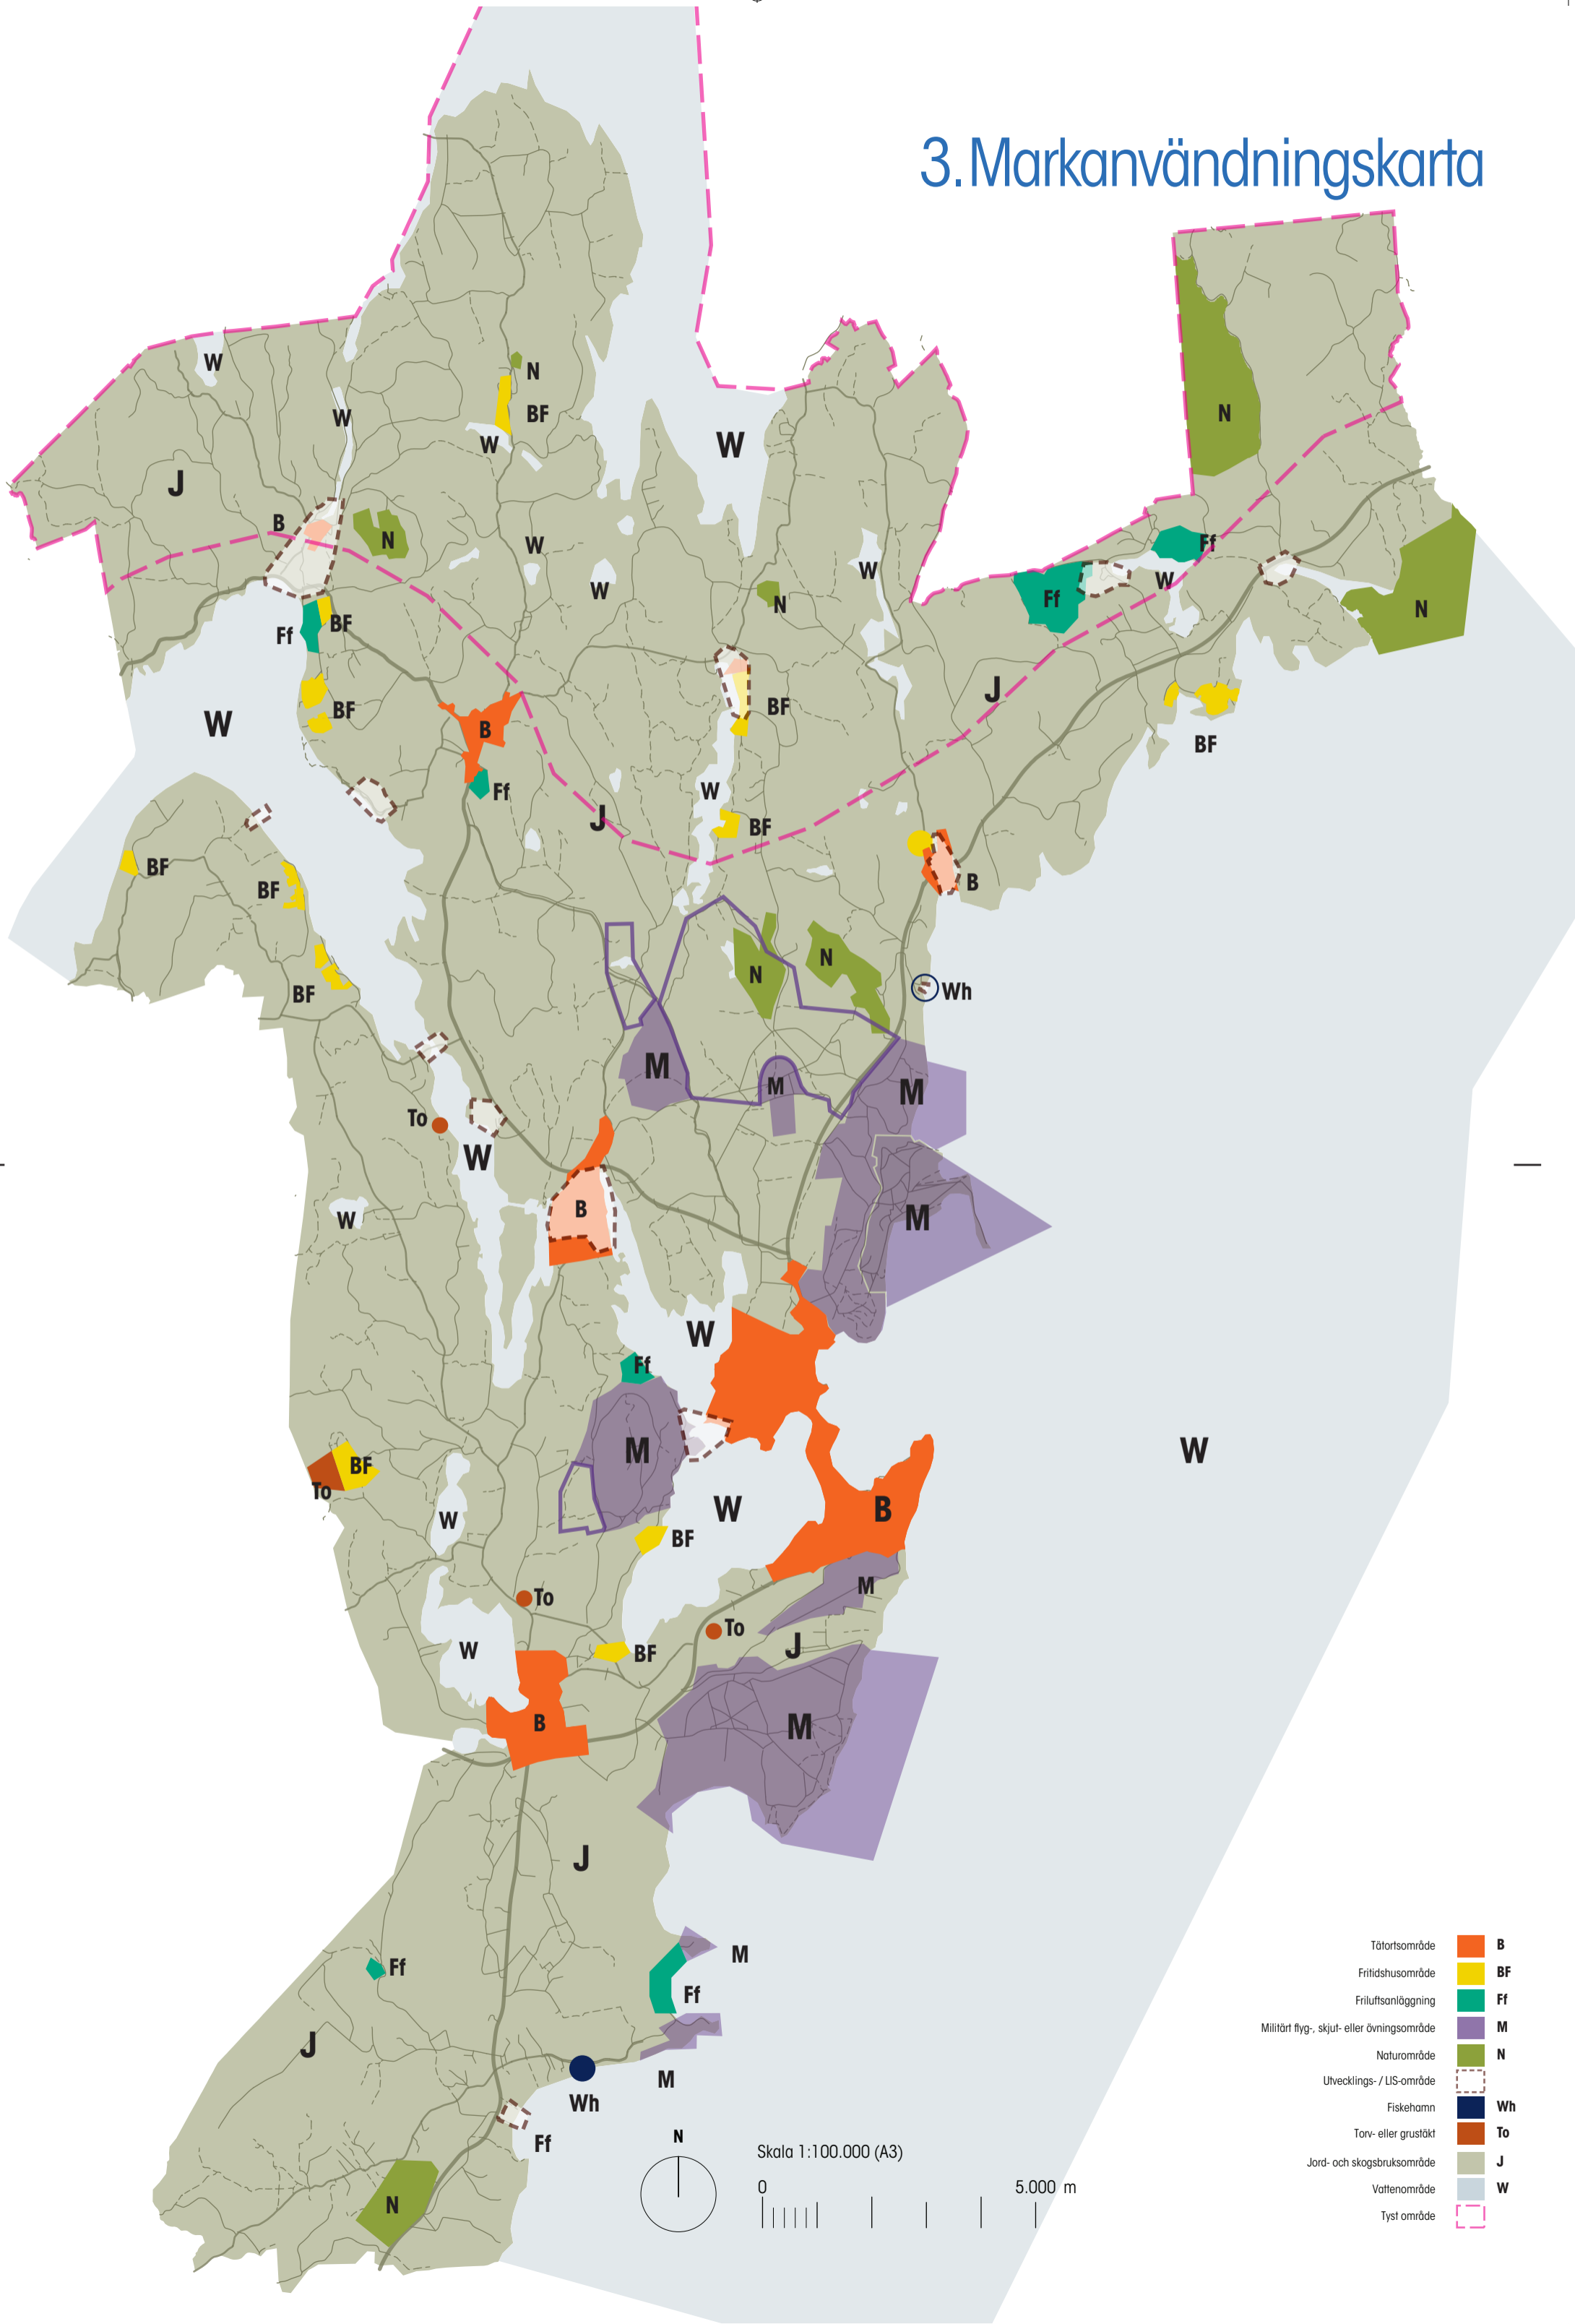 3. Markanvändningskarta
W
N
W
BF
W
W
N
J
B
N
Ff
W
W
W
W
Ff
N
N
Ff
BF
J
BF
BF
W
B
BF
Ff
W
J
BF
BF
B
BF
N
N
BF
Wh
M
M
M
To
W
B
W
M
W
Ff
M
W
BF
To
W
B
W
BF
M
To
To
J
W
BF
B
M
J
M
Ff
Ff
J
M
Wh
Ff
N
N
Skala 1:100.000 (A3)
0 5.000 m
Tätortsområde B
Fritidshusområde BF
Friluftsanläggning Ff
Militärt flyg-, skjut- eller övningsområde M
Naturområde N
Utvecklings- / LIS-område
Fiskehamn Wh
Torv- eller grustäkt To
Jord- och skogsbruksområde J
Vattenområde W
Tyst område